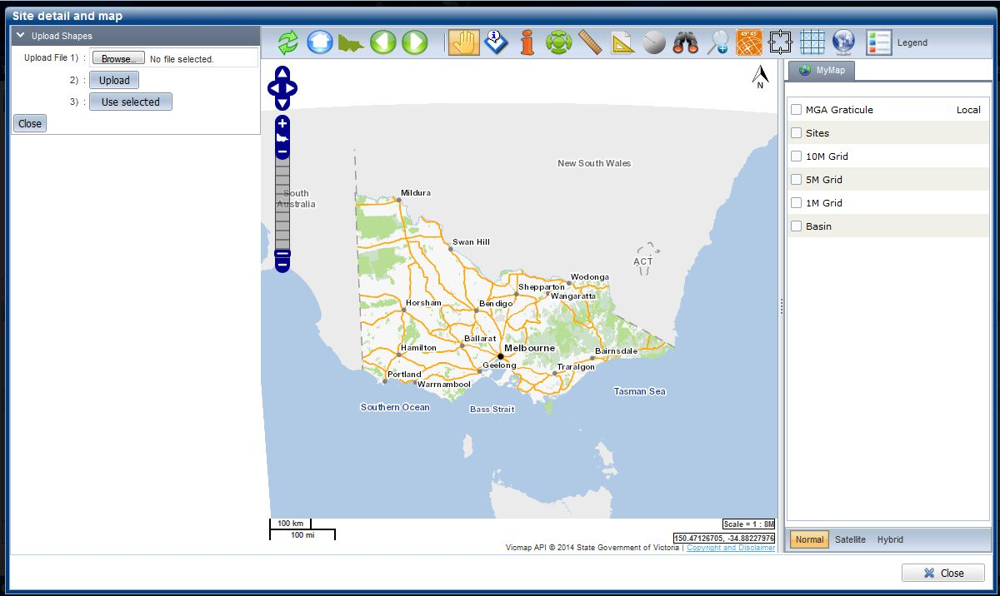 Site detail and map
Upload Shapes
Upload File 1) : Browse... No file selected.
2) : Upload
3) : Use selected
Close
49° 45'
Legend
N
MyMap
MGA Graticule Local
Sites
10M Grid
5M Grid
1M Grid
Basin
New South Wales
South
Australia
Mildura
Swan Hill
ACT
Wodonga
Shepparton
Wangaratta
Horsham
Bendigo
Ballarat
Hamilton
Melbourne
Bairnsdale
Geelong
Traralgon
Portland
Warrnambool
Tasman Sea
Southern Ocean
Bass Strait
100 km
100 mi
Scale = 1 : 8M
150.47126705, -34.88227976
Vicmap API © 2014 State Government of Victoria | Copyright and Disclaimer
Normal Satellite Hybrid
Close